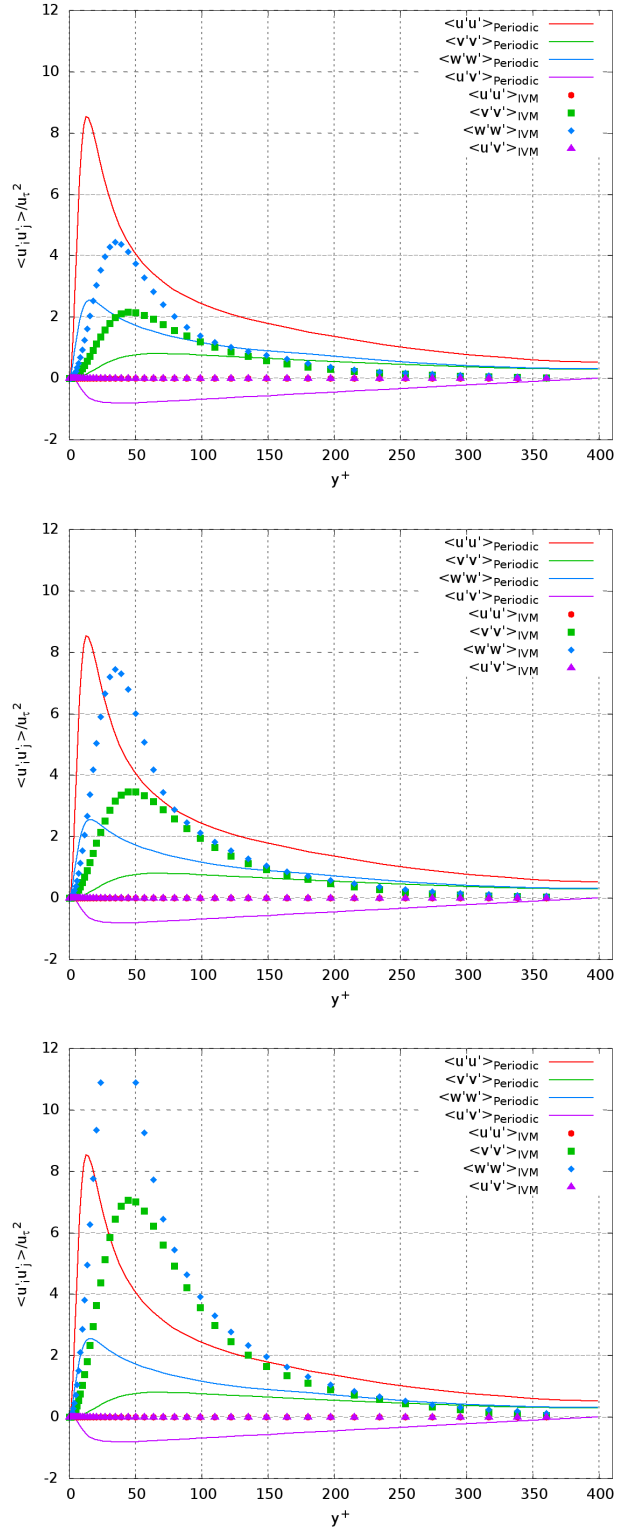 12
10
8
6
4
2
0
-2
<u'iu'j>/uτ²
0
50
100
150
200
250
300
350
400
y+
<u'u'>Periodic
<v'v'>Periodic
<w'w'>Periodic
<u'v'>Periodic
<u'u'>IVM
<v'v'>IVM
<w'w'>IVM
<u'v'>IVM
12
10
8
6
4
2
0
-2
<u'iu'j>/uτ²
0
50
100
150
200
250
300
350
400
y+
<u'u'>Periodic
<v'v'>Periodic
<w'w'>Periodic
<u'v'>Periodic
<u'u'>IVM
<v'v'>IVM
<w'w'>IVM
<u'v'>IVM
12
10
8
6
4
2
0
-2
<u'iu'j>/uτ²
0
50
100
150
200
250
300
350
400
y+
<u'u'>Periodic
<v'v'>Periodic
<w'w'>Periodic
<u'v'>Periodic
<u'u'>IVM
<v'v'>IVM
<w'w'>IVM
<u'v'>IVM